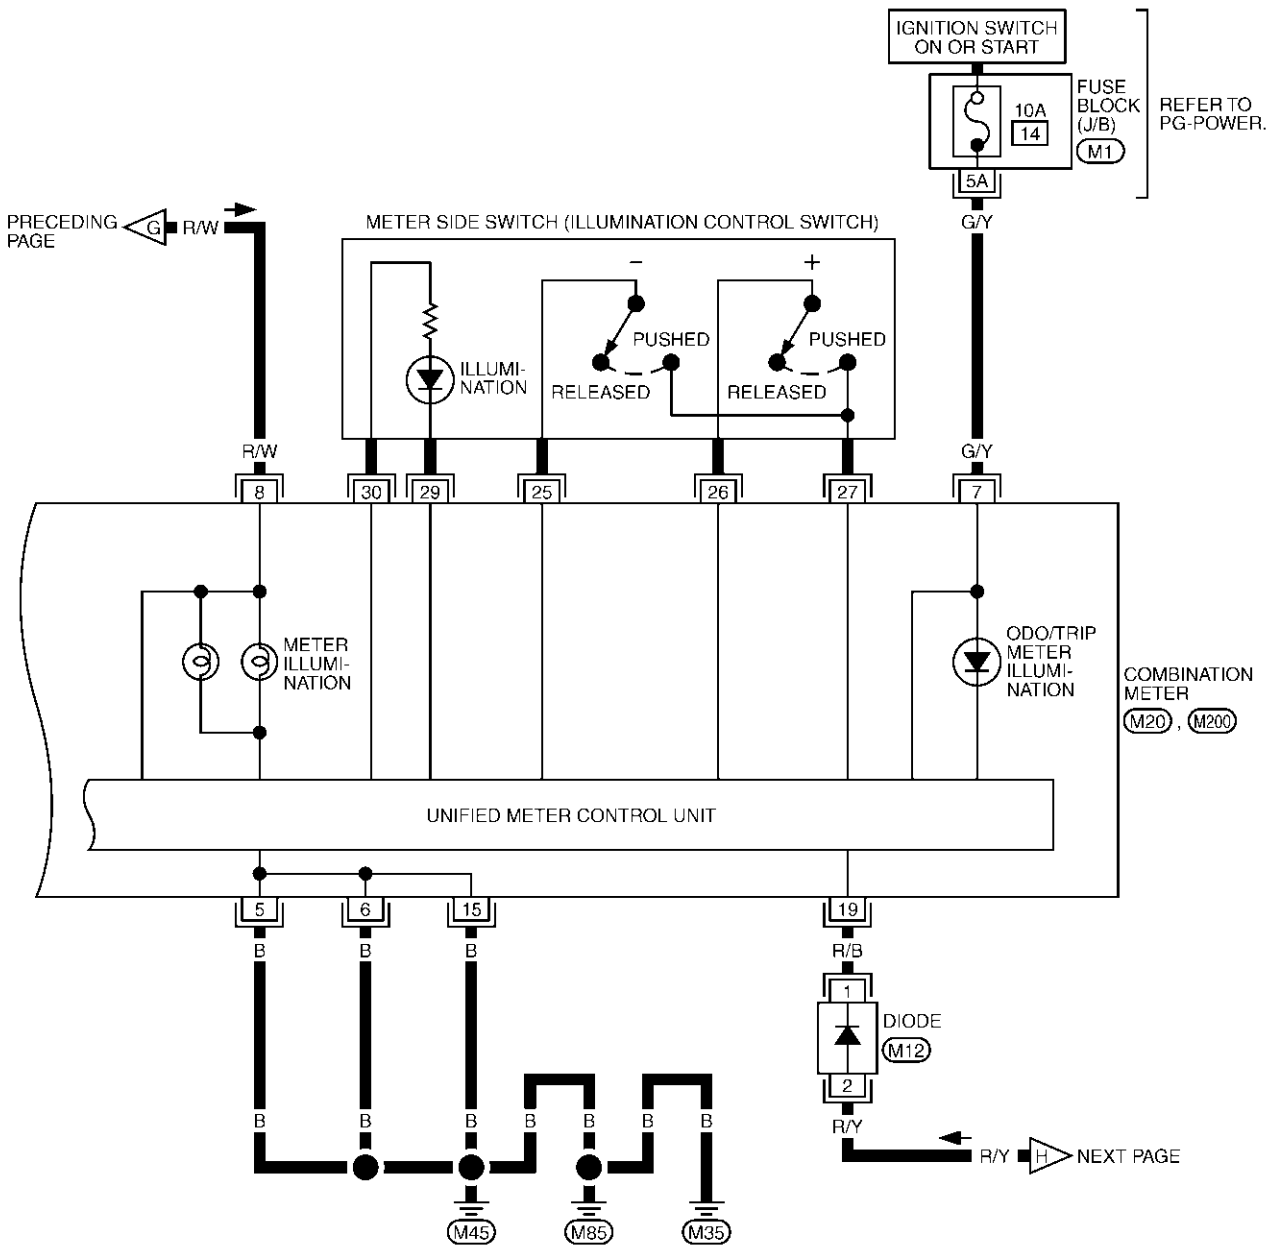 IGNITION SWITCH
ON OR START
FUSE
BLOCK
(J/B)
M1
10A
14
REFER TO
PG-POWER.
5A
G/Y
PRECEDING
PAGE
G
R/W
METER SIDE SWITCH (ILLUMINATION CONTROL SWITCH)
–
+
PUSHED
PUSHED
ILLUMI-
NATION
RELEASED
RELEASED
R/W
G/Y
8
30
29
25
26
27
7
METER
ILLUMI-
NATION
ODO/TRIP
METER
ILLUMI-
NATION
COMBINATION
METER
M20 , M200
UNIFIED METER CONTROL UNIT
5
6
15
19
B
B
B
R/B
1
DIODE
M12
2
B
B
B
B
B
B
B
R/Y
R/Y
H
NEXT PAGE
M45
M85
M35